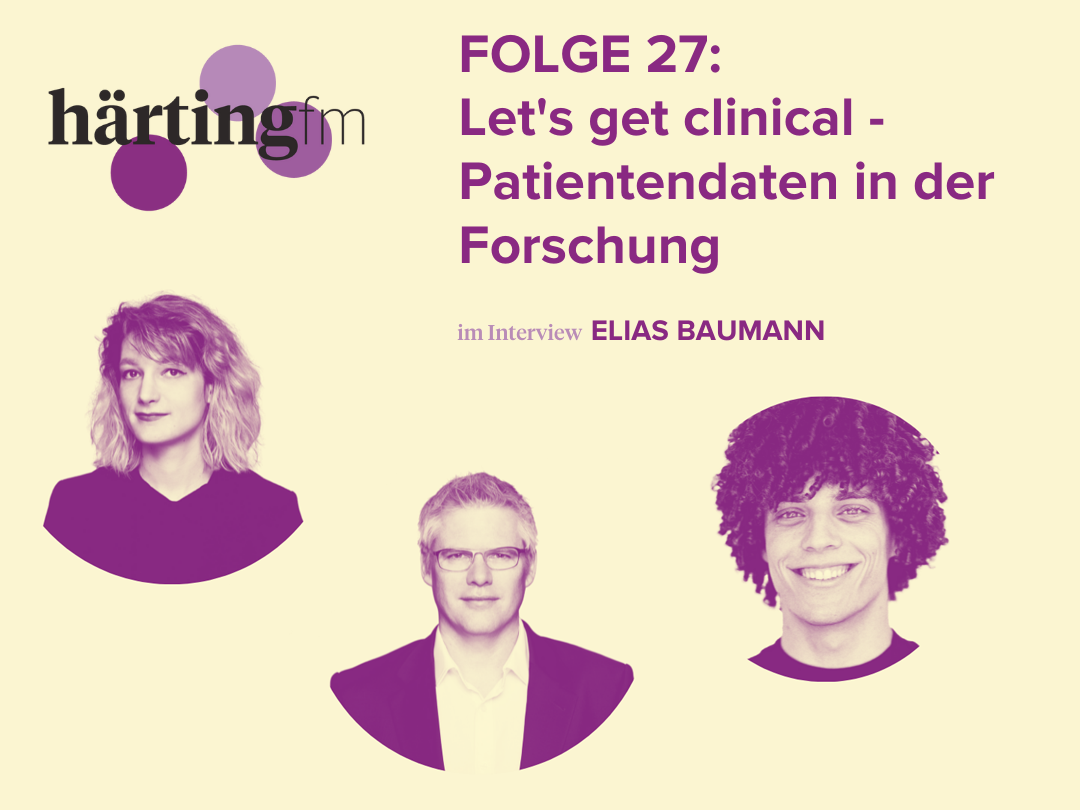 härtingfm
FOLGE 27:
Let's get clinical -
Patientendaten in der
Forschung
im Interview ELIAS BAUMANN